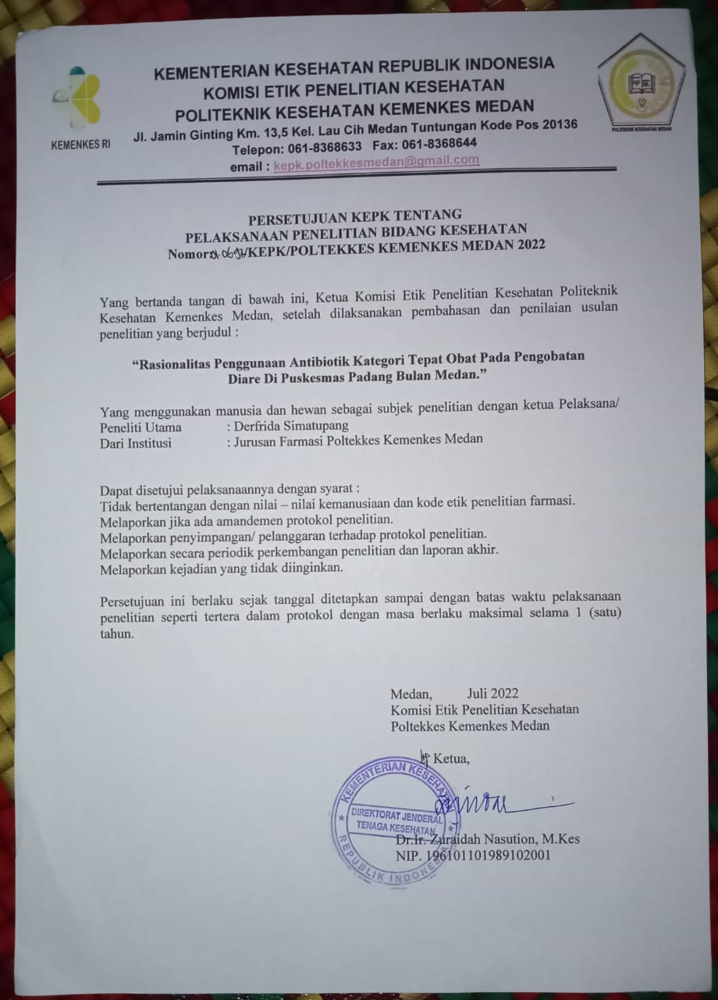 KEMENKES RI
KEMENTERIAN KESEHATAN REPUBLIK INDONESIA
KOMISI ETIK PENELITIAN KESEHATAN
POLITEKNIK KESEHATAN KEMENKES MEDAN
Jl. Jamin Ginting Km. 13,5 Kel. Lau Cih Medan Tuntungan Kode Pos 20136
Telepon: 061-8368633 Fax: 061-8368644
email : kepk.poltekkesmedan@gmail.com
POLITEKNIK KESEHATAN MEDAN
PERSETUJUAN KEPK TENTANG
PELAKSANAAN PENELITIAN BIDANG KESEHATAN
/KEPK/POLTEKKES KEMENKES MEDAN 2022
Yang bertanda tangan di bawah ini, Ketua Komisi Etik Penelitian Kesehatan Politeknik
Kesehatan Kemenkes Medan, setelah dilaksanakan pembahasan dan penilaian usulan
penelitian yang berjudul :
“Rasionalitas Penggunaan Antibiotik Kategori Tepat Obat Pada Pengobatan
Diare Di Puskesmas Padang Bulan Medan.”
Yang menggunakan manusia dan hewan sebagai subjek penelitian dengan ketua Pelaksana/
Peneliti Utama : Derfrida Simatupang
Dari Institusi : Jurusan Farmasi Poltekkes Kemenkes Medan
Dapat disetujui pelaksanaannya dengan syarat :
Tidak bertentangan dengan nilai – nilai kemanusiaan dan kode etik penelitian farmasi.
Melaporkan jika ada amandemen protokol penelitian.
Melaporkan penyimpangan/ pelanggaran terhadap protokol penelitian.
Melaporkan secara periodik perkembangan penelitian dan laporan akhir.
Melaporkan kejadian yang tidak diinginkan.
Persetujuan ini berlaku sejak tanggal ditetapkan sampai dengan batas waktu pelaksanaan
penelitian seperti tertera dalam protokol dengan masa berlaku maksimal selama 1 (satu)
tahun.
Medan, Juli 2022
Komisi Etik Penelitian Kesehatan
Poltekkes Kemenkes Medan
Ketua,
KEMENTERIAN KESEHATAN
DIREKTORAT JENDERAL
TENAGA KESEHATAN
REPUBLIK INDONESIA
Dr.Ir. Zuraidah Nasution, M.Kes
NIP. 196101101989102001